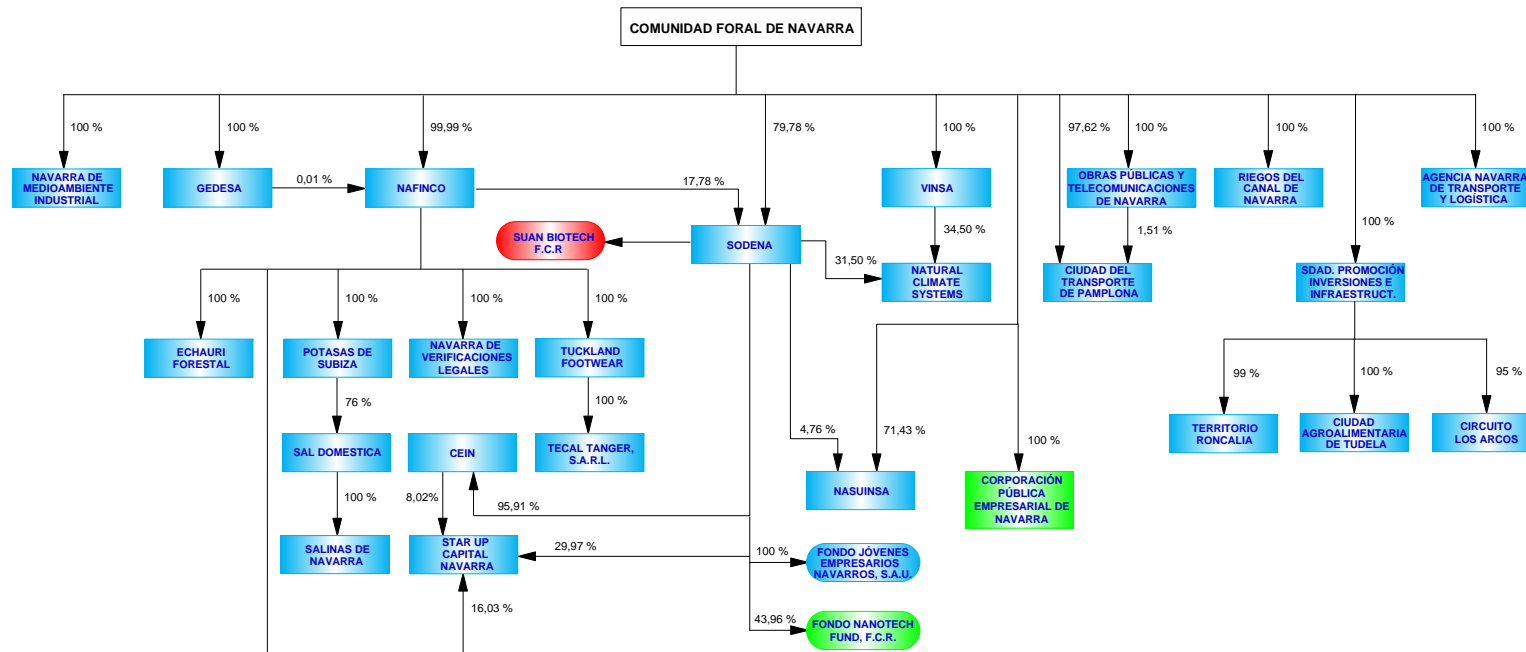 COMUNIDAD FORAL DE NAVARRA
100 %
100 %
99,99 %
79,78 %
100 %
97,62 %
100 %
100 %
100 %
NAVARRA DE
MEDIOAMBIENTE
INDUSTRIAL
GEDESA
0,01 %
NAFINCO
17,78 %
VINSA
OBRAS PÚBLICAS Y
TELECOMUNICACIONES
DE NAVARRA
RIEGOS DEL
CANAL DE
NAVARRA
AGENCIA NAVARRA
DE TRANSPORTE
Y LOGÍSTICA
SUAN BIOTECH
F.C.R
SODENA
34,50 %
1,51 %
100 %
31,50 %
NATURAL
CLIMATE
SYSTEMS
CIUDAD DEL
TRANSPORTE
DE PAMPLONA
SDAD. PROMOCIÓN
INVERSIONES E
INFRAESTRUCT.
100 %
100 %
100 %
100 %
ECHAURI
FORESTAL
POTASAS DE
SUBIZA
NAVARRA DE
VERIFICACIONES
LEGALES
TUCKLAND
FOOTWEAR
99 %
100 %
95 %
76 %
100 %
TERRITORIO
RONCALIA
CIUDAD
AGROALIMENTARIA
DE TUDELA
CIRCUITO
LOS ARCOS
SAL DOMESTICA
CEIN
TECAL TANGER,
S.A.R.L.
4,76 %
71,43 %
100 %
NASUINSA
CORPORACIÓN
PÚBLICA
EMPRESARIAL DE
NAVARRA
100 %
8,02%
95,91 %
SALINAS DE
NAVARRA
STAR UP
CAPITAL
NAVARRA
29,97 %
100 %
FONDO JÓVENES
EMPRESARIOS
NAVARROS, S.A.U.
16,03 %
43,96 %
FONDO NANOTECH
FUND, F.C.R.